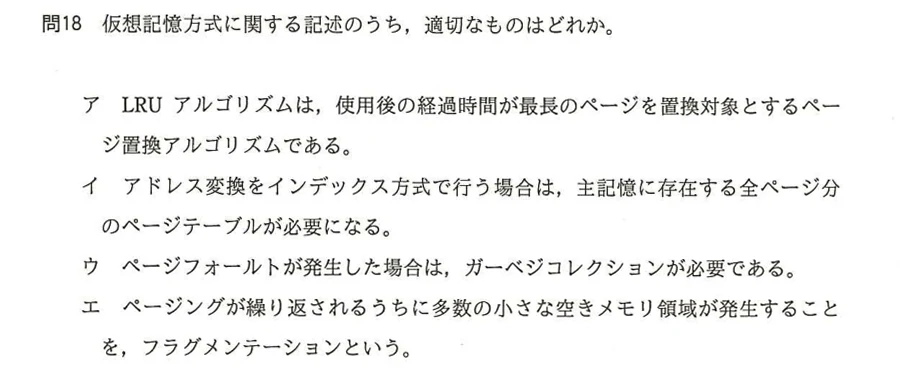 問18 仮想記憶方式に関する記述のうち，適切なものはどれか。
ア LRU アルゴリズムは，使用後の経過時間が最長のページを置換対象とするペー
ジ置換アルゴリズムである。
イ アドレス変換をインデックス方式で行う場合は，主記憶に存在する全ページ分
のページテーブルが必要になる。
ウ ページフォールトが発生した場合は，ガーベジコレクションが必要である。
エ ページングが繰り返されるうちに多数の小さな空きメモリ領域が発生すること
を，フラグメンテーションという。